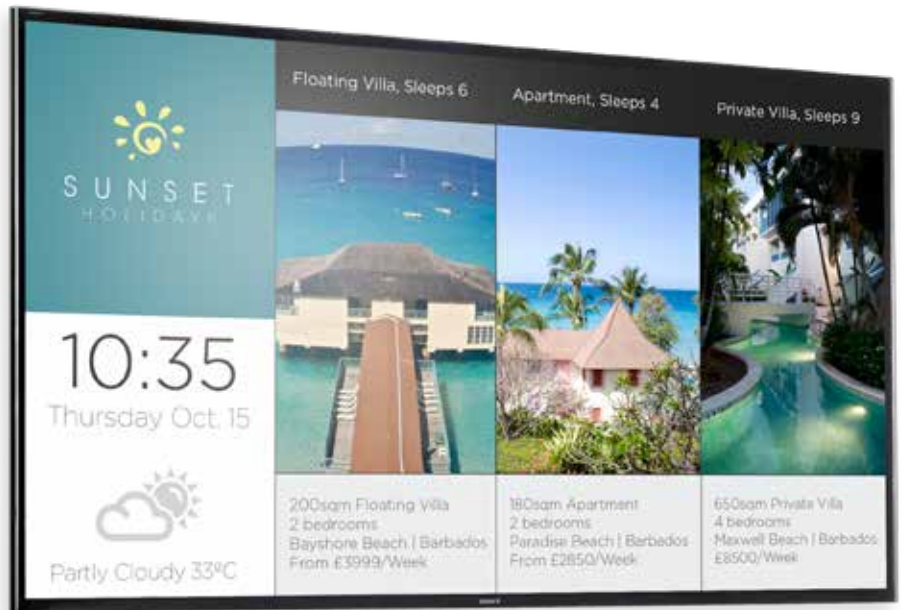 SUNSET
HOLIDAYS
10:35
Thursday Oct. 15
Partly Cloudy 33ºC
Floating Villa, Sleeps 6
200sqm Floating Villa
2 bedrooms
Bayshore Beach | Barbados
From £3999/Week
Apartment, Sleeps 4
180sqm Apartment
2 bedrooms
Paradise Beach | Barbados
From £2850/Week
Private Villa, Sleeps 9
650sqm Private Villa
4 bedrooms
Maxwell Beach | Barbados
£8500/Week